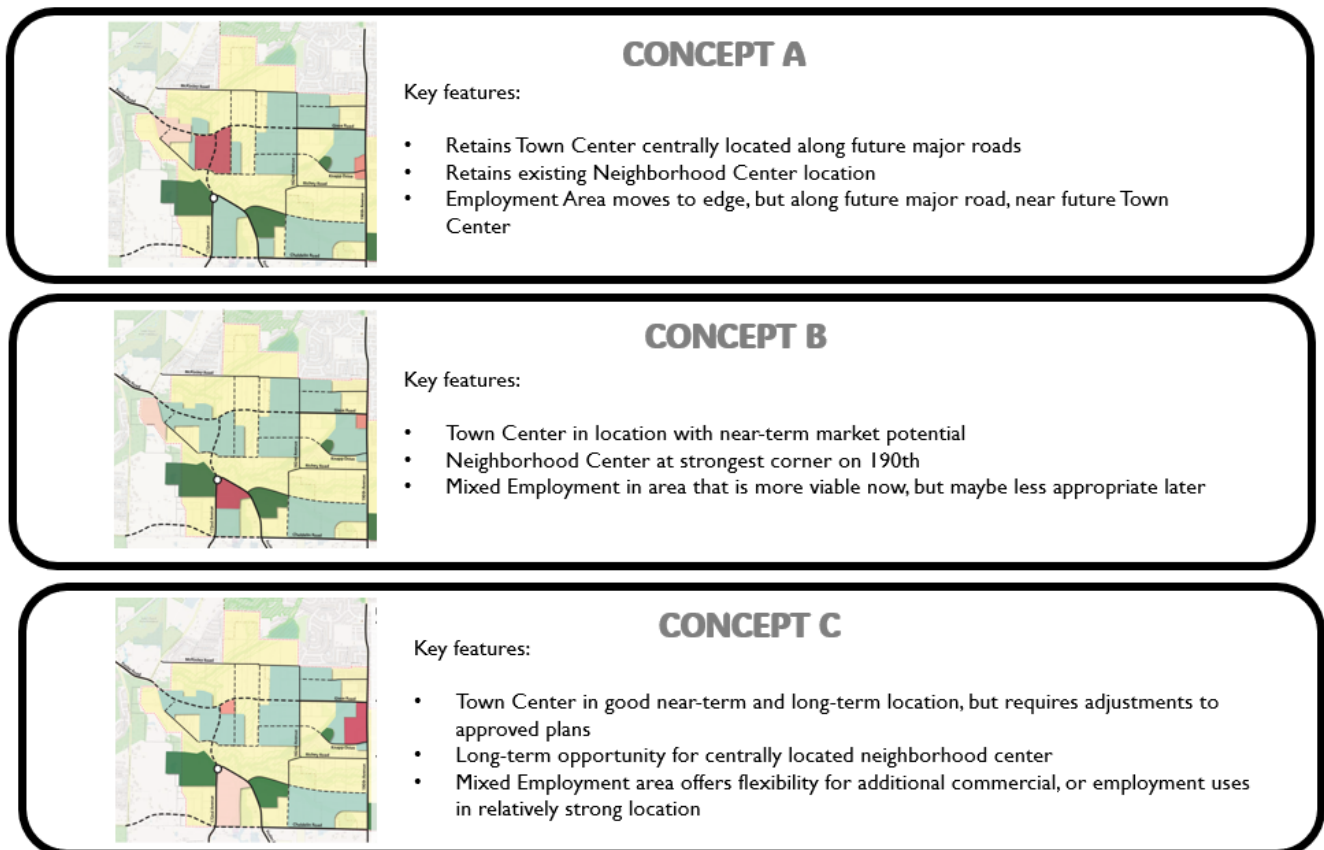 CONCEPT A
Key features:
• Retains Town Center centrally located along future major roads
• Retains existing Neighborhood Center location
• Employment Area moves to edge, but along future major road, near future Town
Center
McKinley Road
CONCEPT B
Key features:
• Town Center in location with near-term market potential
• Neighborhood Center at strongest corner on 190th
• Mixed Employment in area that is more viable now, but maybe less appropriate later
CONCEPT C
Key features:
• Town Center in good near-term and long-term location, but requires adjustments to
approved plans
• Long-term opportunity for centrally located neighborhood center
• Mixed Employment area offers flexibility for additional commercial, or employment uses
in relatively strong location